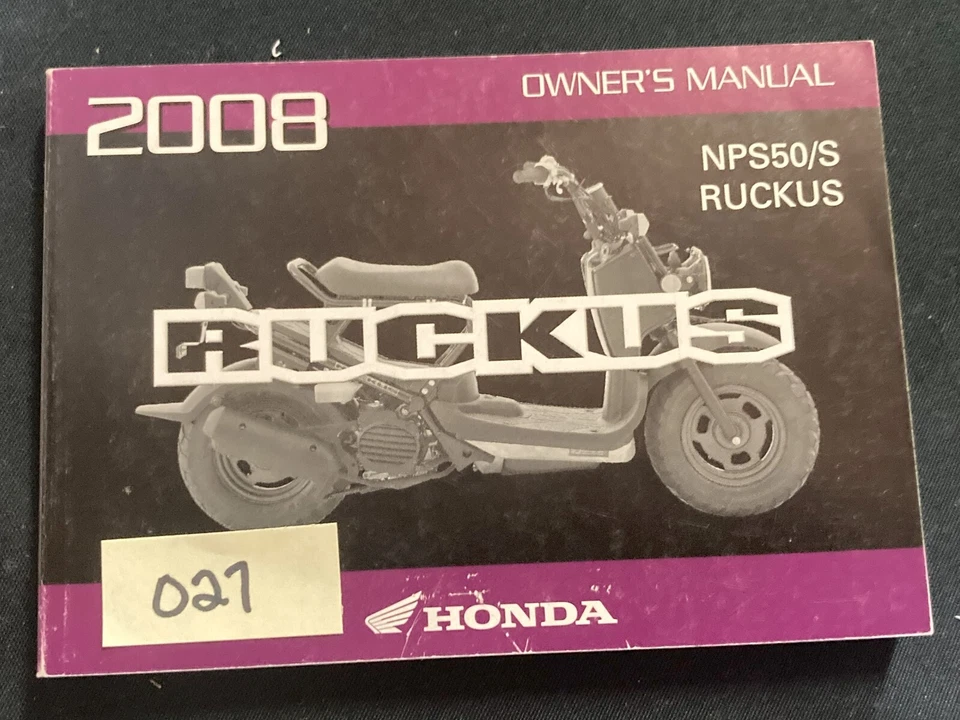 2008
OWNER'S MANUAL
NPS50/S
RUCKUS
RUCKUS
027
HONDA